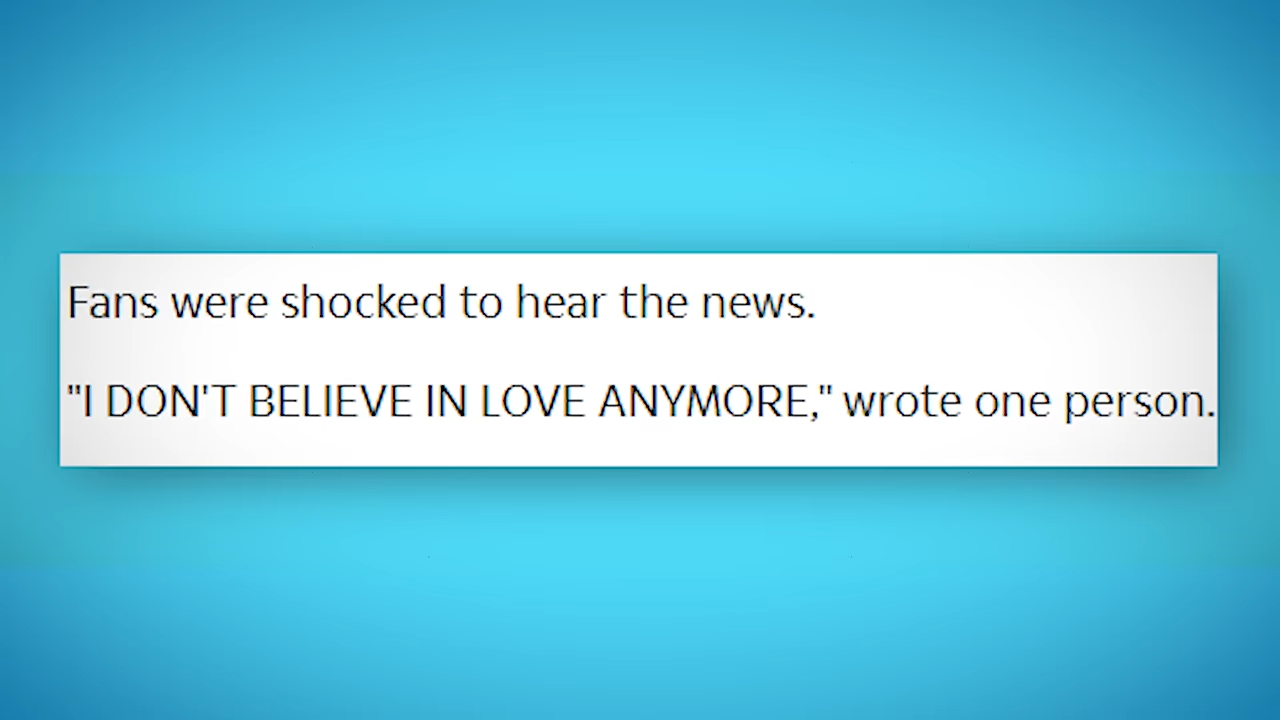 Fans were shocked to hear the news.
"I DON'T BELIEVE IN LOVE ANYMORE," wrote one person.